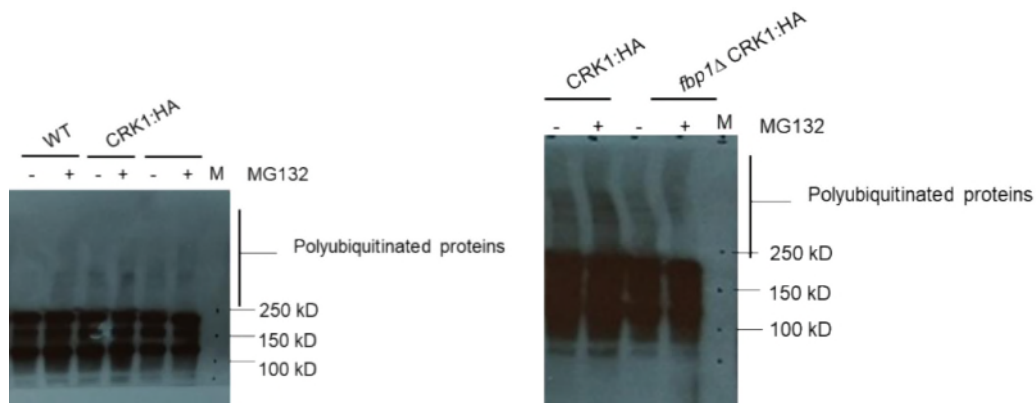 WT CRK1:HA
- + - + - + M MG132
Polyubiquitinated proteins
250 kD
150 kD
100 kD
CRK1:HA fbp1Δ CRK1:HA
- + - + M MG132
Polyubiquitinated proteins
250 kD
150 kD
100 kD